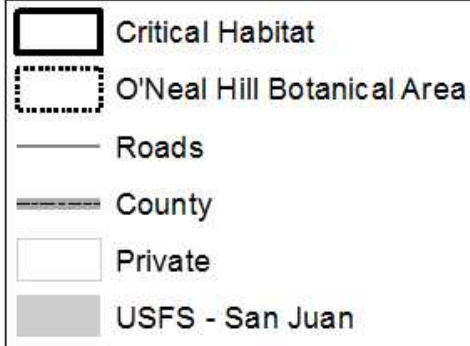 Critical Habitat
O'Neal Hill Botanical Area
Roads
County
Private
USFS - San Juan